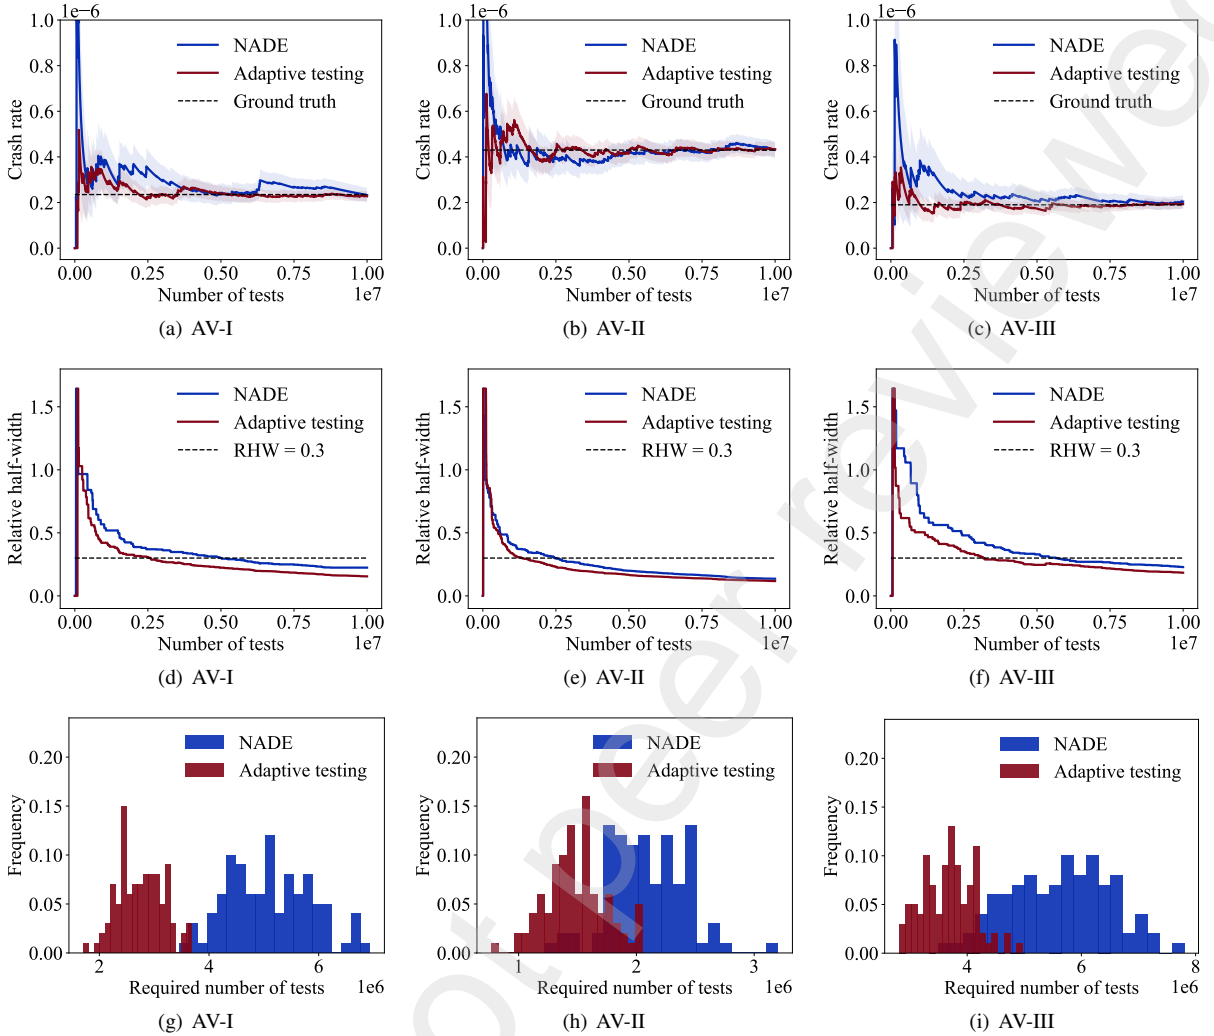 1e−6
1e−6
1e−6
1.0
0.8
0.6
0.4
0.2
0.0
Crash rate
NADE
Adaptive testing
Ground truth
0.00 0.25 0.50 0.75 1.00
Number of tests
1e7
(a) AV-I
1.0
0.8
0.6
0.4
0.2
0.0
Crash rate
NADE
Adaptive testing
Ground truth
0.00 0.25 0.50 0.75 1.00
Number of tests
1e7
(b) AV-II
1.0
0.8
0.6
0.4
0.2
0.0
Crash rate
NADE
Adaptive testing
Ground truth
0.00 0.25 0.50 0.75 1.00
Number of tests
1e7
(c) AV-III
1.5
1.0
0.5
0.0
Relative half-width
NADE
Adaptive testing
RHW = 0.3
0.00 0.25 0.50 0.75 1.00
Number of tests
1e7
(d) AV-I
1.5
1.0
0.5
0.0
Relative half-width
NADE
Adaptive testing
RHW = 0.3
0.00 0.25 0.50 0.75 1.00
Number of tests
1e7
(e) AV-II
1.5
1.0
0.5
0.0
Relative half-width
NADE
Adaptive testing
RHW = 0.3
0.00 0.25 0.50 0.75 1.00
Number of tests
1e7
(f) AV-III
0.20
0.15
0.10
0.05
0.00
Frequency
NADE
Adaptive testing
2 4 6
Required number of tests
1e6
(g) AV-I
0.20
0.15
0.10
0.05
0.00
Frequency
NADE
Adaptive testing
1 2 3
Required number of tests
1e6
(h) AV-II
0.20
0.15
0.10
0.05
0.00
Frequency
NADE
Adaptive testing
4 6 8
Required number of tests
1e6
(i) AV-III
ot peer reviewe